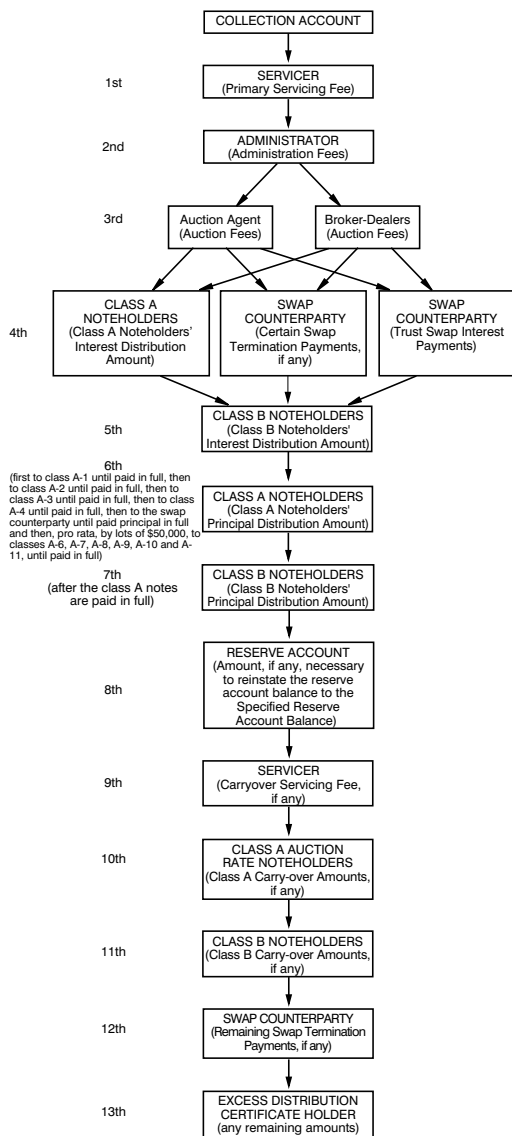 COLLECTION ACCOUNT
1st
SERVICER
(Primary Servicing Fee)
2nd
ADMINISTRATOR
(Administration Fees)
3rd
Auction Agent
(Auction Fees)
Broker-Dealers
(Auction Fees)
4th
CLASS A
NOTEHOLDERS
(Class A Noteholders'
Interest Distribution
Amount)
SWAP
COUNTERPARTY
(Certain Swap
Termination Payments,
if any)
SWAP
COUNTERPARTY
(Trust Swap Interest
Payments)
5th
CLASS B NOTEHOLDERS
(Class B Noteholders'
Interest Distribution Amount)
6th
(first to class A-1 until paid in full, then
to class A-2 until paid in full, then to
class A-3 until paid in full, then to class
A-4 until paid in full, then to the swap
counterparty until paid principal in full
and then, pro rata, by lots of $50,000, to
classes A-6, A-7, A-8, A-9, A-10 and A-
11, until paid in full)
CLASS A NOTEHOLDERS
(Class A Noteholders'
Principal Distribution Amount)
7th
(after the class A notes
are paid in full)
CLASS B NOTEHOLDERS
(Class B Noteholders'
Principal Distribution Amount)
8th
RESERVE ACCOUNT
(Amount, if any, necessary
to reinstate the reserve
account balance to the
Specified Reserve
Account Balance)
9th
SERVICER
(Carryover Servicing Fee,
if any)
10th
CLASS A AUCTION
RATE NOTEHOLDERS
(Class A Carry-over Amounts,
if any)
11th
CLASS B NOTEHOLDERS
(Class B Carry-over Amounts,
if any)
12th
SWAP COUNTERPARTY
(Remaining Swap Termination
Payments, if any)
13th
EXCESS DISTRIBUTION
CERTIFICATE HOLDER
(any remaining amounts)